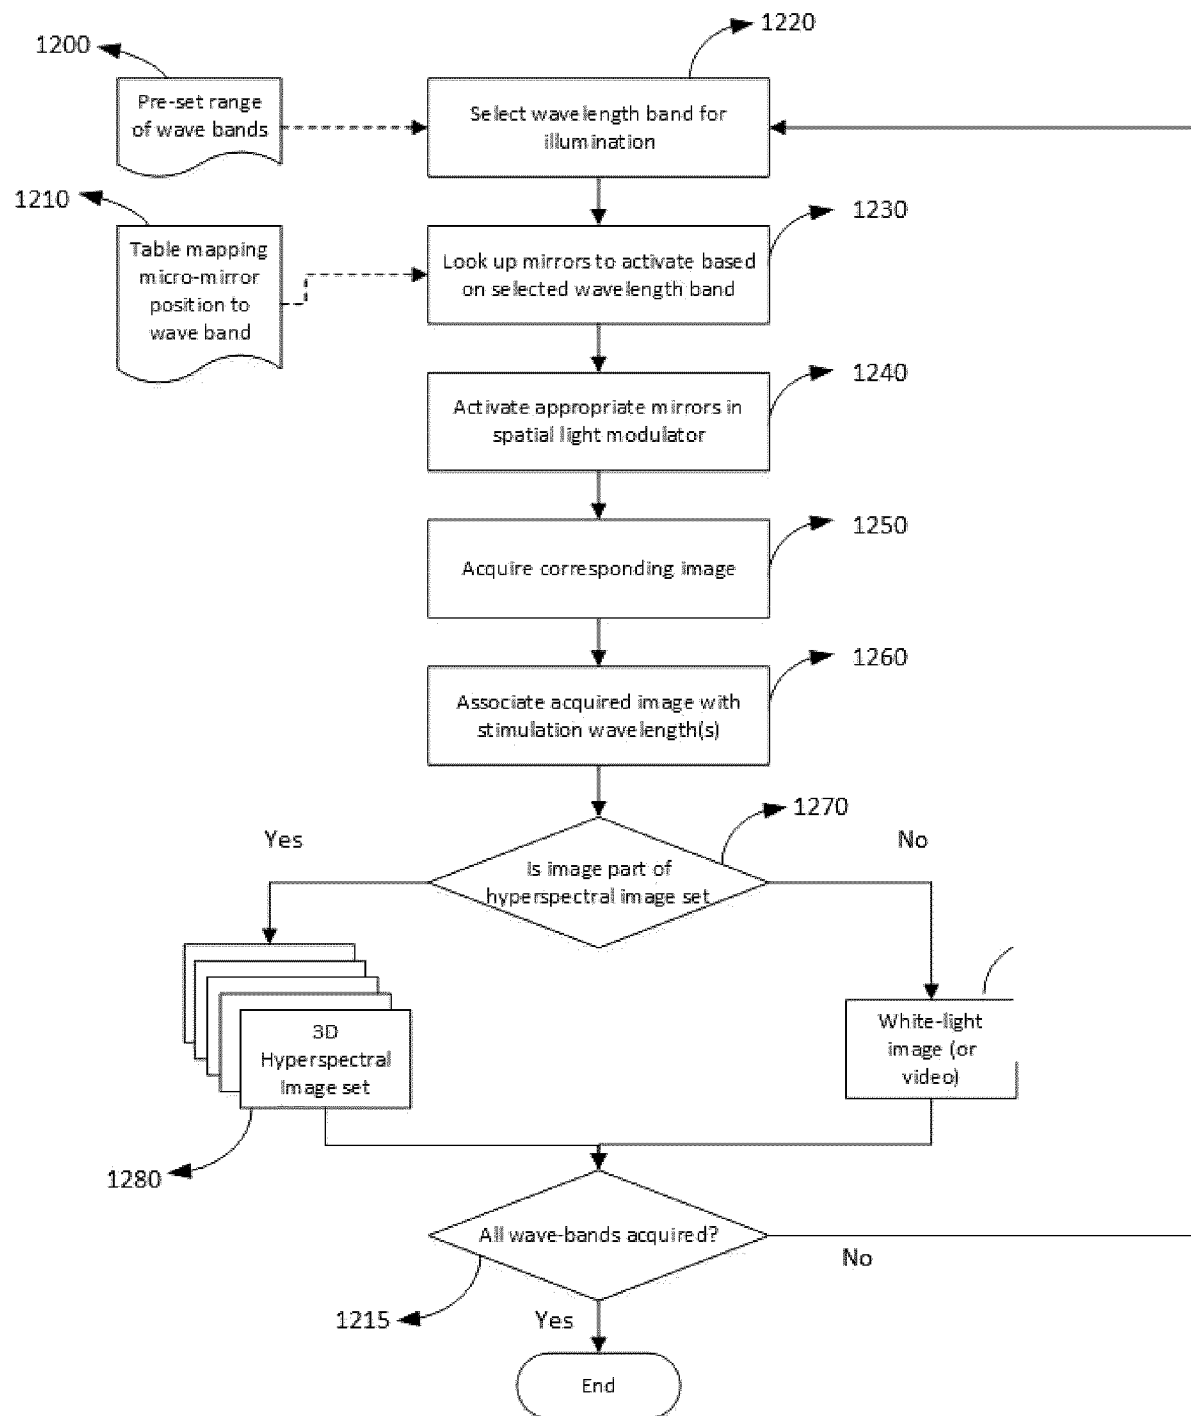 1220
1200
Pre-set range
of wave bands
Select wavelength band for
illumination
1210
1230
Table mapping
micro-mirror
position to
wave band
Look up mirrors to activate based
on selected wavelength band
1240
Activate appropriate mirrors in
spatial light modulator
1250
Acquire corresponding image
1260
Associate acquired image with
stimulation wavelength(s)
1270
Yes
No
Is image part of
hyperspectral image set
3D
Hyperspectral
Image set
White-light
image (or
video)
1280
All wave-bands acquired?
No
1215
Yes
End